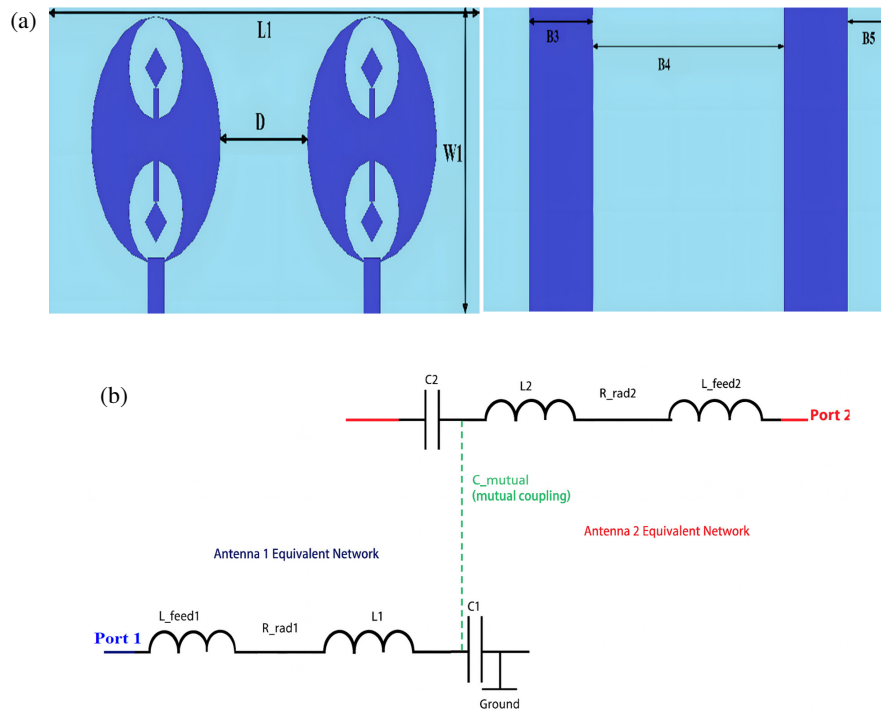 (a)
L1
D
W1
B3
B4
B5
(b)
C2
L2
R_rad2
L_feed2
Port 2
C_mutual
(mutual coupling)
Antenna 2 Equivalent Network
Antenna 1 Equivalent Network
Port 1
L_feed1
R_rad1
L1
C1
Ground